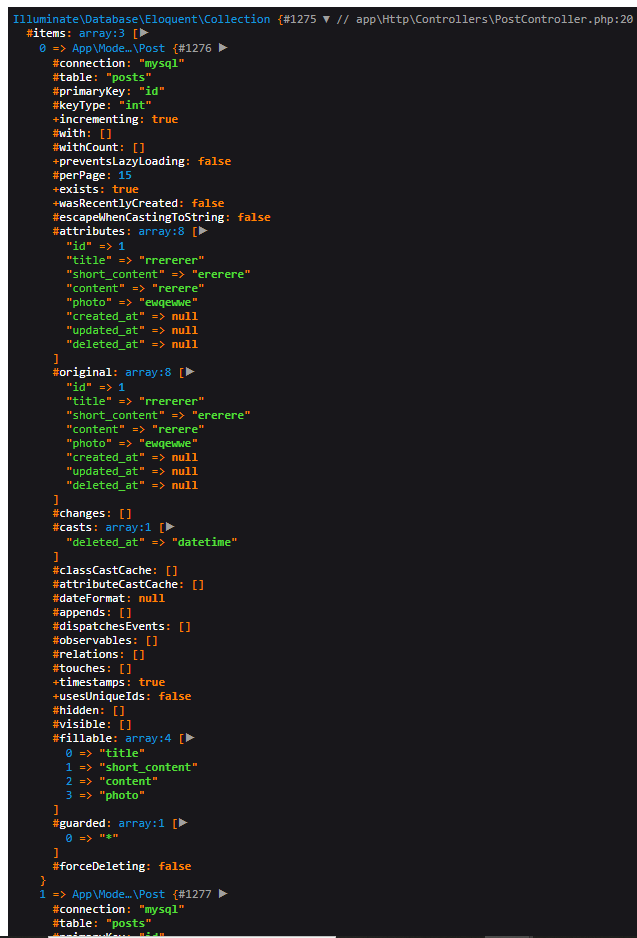 Illuminate\Database\Eloquent\Collection {#1275 ▼ // app\Http\Controllers\PostController.php:20
#items: array:3 [▶
0 => App\Mode…\Post {#1276 ▶
#connection: "mysql"
#table: "posts"
#primaryKey: "id"
#keyType: "int"
+incrementing: true
#with: []
#withCount: []
+preventsLazyLoading: false
#perPage: 15
+exists: true
+wasRecentlyCreated: false
#escapeWhenCastingToString: false
#attributes: array:8 [▶
"id" => 1
"title" => "rrererer"
"short_content" => "ererere"
"content" => "rerere"
"photo" => "ewqewwe"
"created_at" => null
"updated_at" => null
"deleted_at" => null
]
#original: array:8 [▶
"id" => 1
"title" => "rrererer"
"short_content" => "ererere"
"content" => "rerere"
"photo" => "ewqewwe"
"created_at" => null
"updated_at" => null
"deleted_at" => null
]
#changes: []
#casts: array:1 [▶
"deleted_at" => "datetime"
]
#classCastCache: []
#attributeCastCache: []
#dateFormat: null
#appends: []
#dispatchesEvents: []
#observables: []
#relations: []
#touches: []
+timestamps: true
+usesUniqueIds: false
#hidden: []
#visible: []
#fillable: array:4 [▶
0 => "title"
1 => "short_content"
2 => "content"
3 => "photo"
]
#guarded: array:1 [▶
0 => "*"
]
#forceDeleting: false
}
1 => App\Mode…\Post {#1277 ▶
#connection: "mysql"
#table: "posts"
#primaryKey: "id"